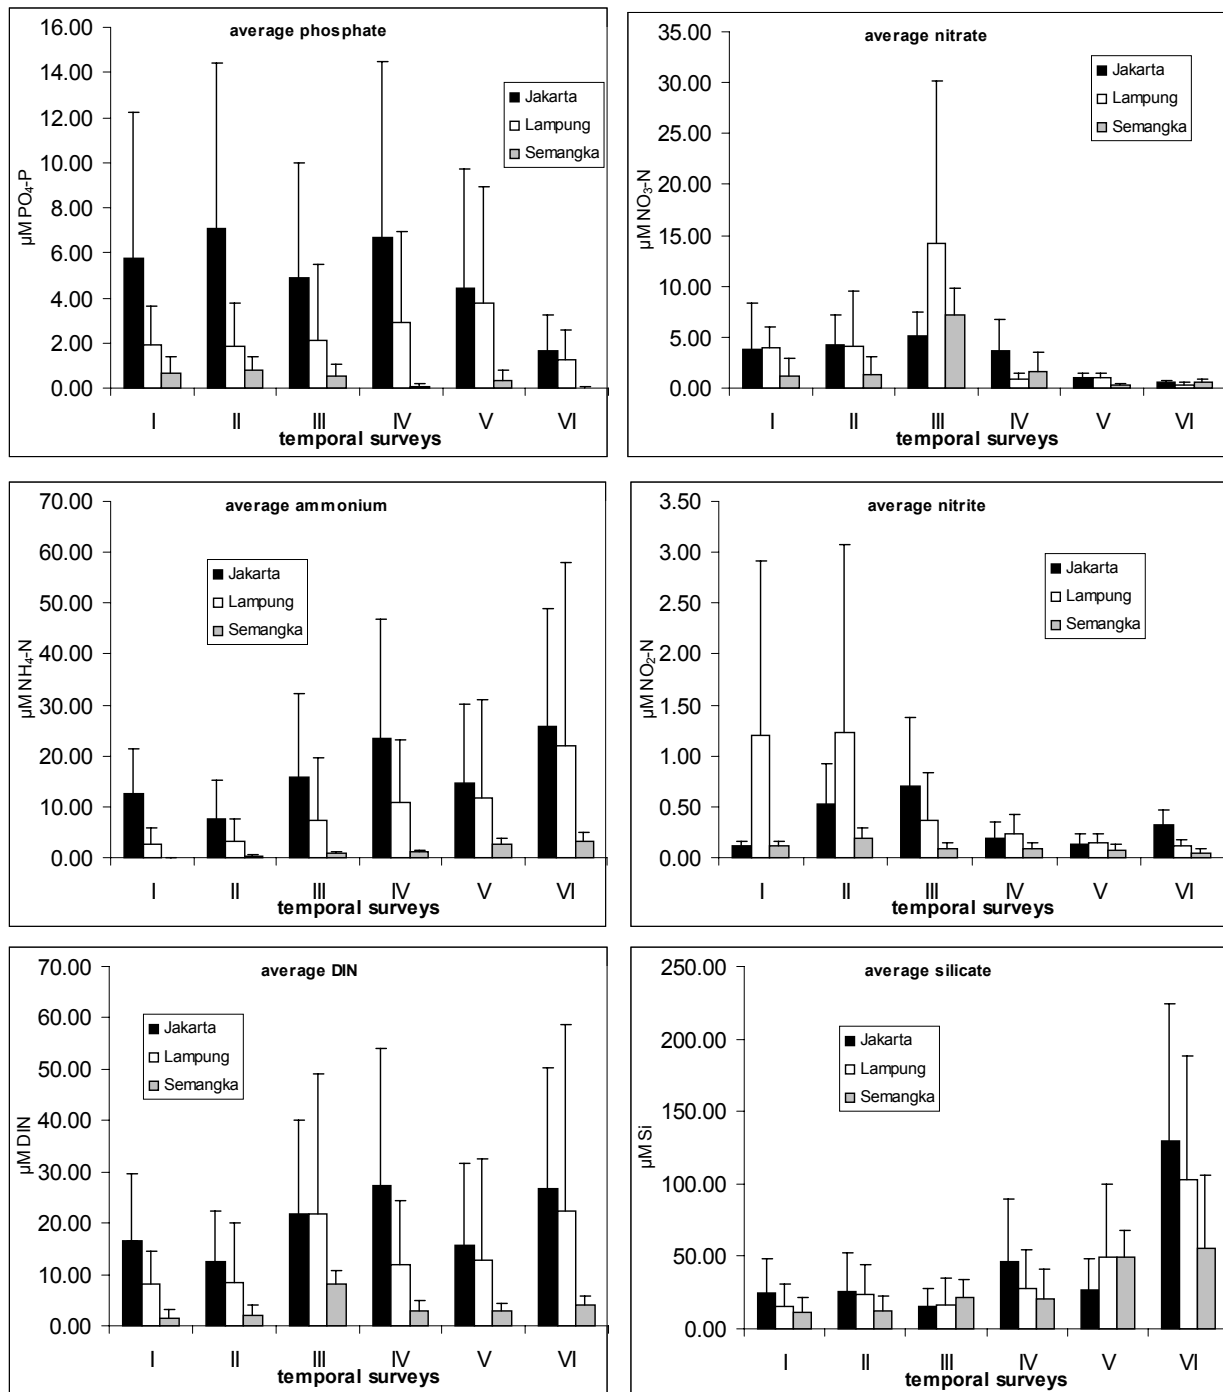 average phosphate
16.00
14.00
12.00
10.00
8.00
6.00
4.00
2.00
0.00
µM PO₄-P
Jakarta
Lampung
Semangka
I II III IV V VI
temporal surveys
average nitrate
35.00
30.00
25.00
20.00
15.00
10.00
5.00
0.00
µM NO₃-N
Jakarta
Lampung
Semangka
I II III IV V VI
temporal surveys
average ammonium
70.00
60.00
50.00
40.00
30.00
20.00
10.00
0.00
µM NH₄-N
Jakarta
Lampung
Semangka
I II III IV V VI
temporal surveys
average nitrite
3.50
3.00
2.50
2.00
1.50
1.00
0.50
0.00
µM NO₂-N
Jakarta
Lampung
Semangka
I II III IV V VI
temporal surveys
average DIN
70.00
60.00
50.00
40.00
30.00
20.00
10.00
0.00
µM DIN
Jakarta
Lampung
Semangka
I II III IV V VI
temporal surveys
average silicate
250.00
200.00
150.00
100.00
50.00
0.00
µM Si
Jakarta
Lampung
Semangka
I II III IV V VI
temporal surveys